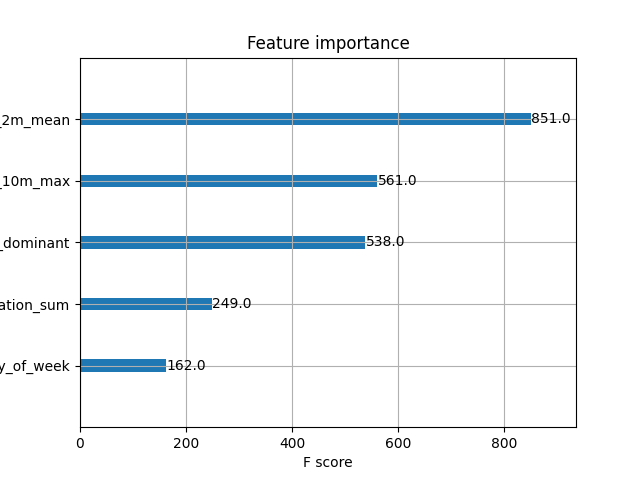 Feature importance
_2m_mean
851.0
_10m_max
561.0
_dominant
538.0
ation_sum
249.0
y_of_week
162.0
0 200 400 600 800
F score